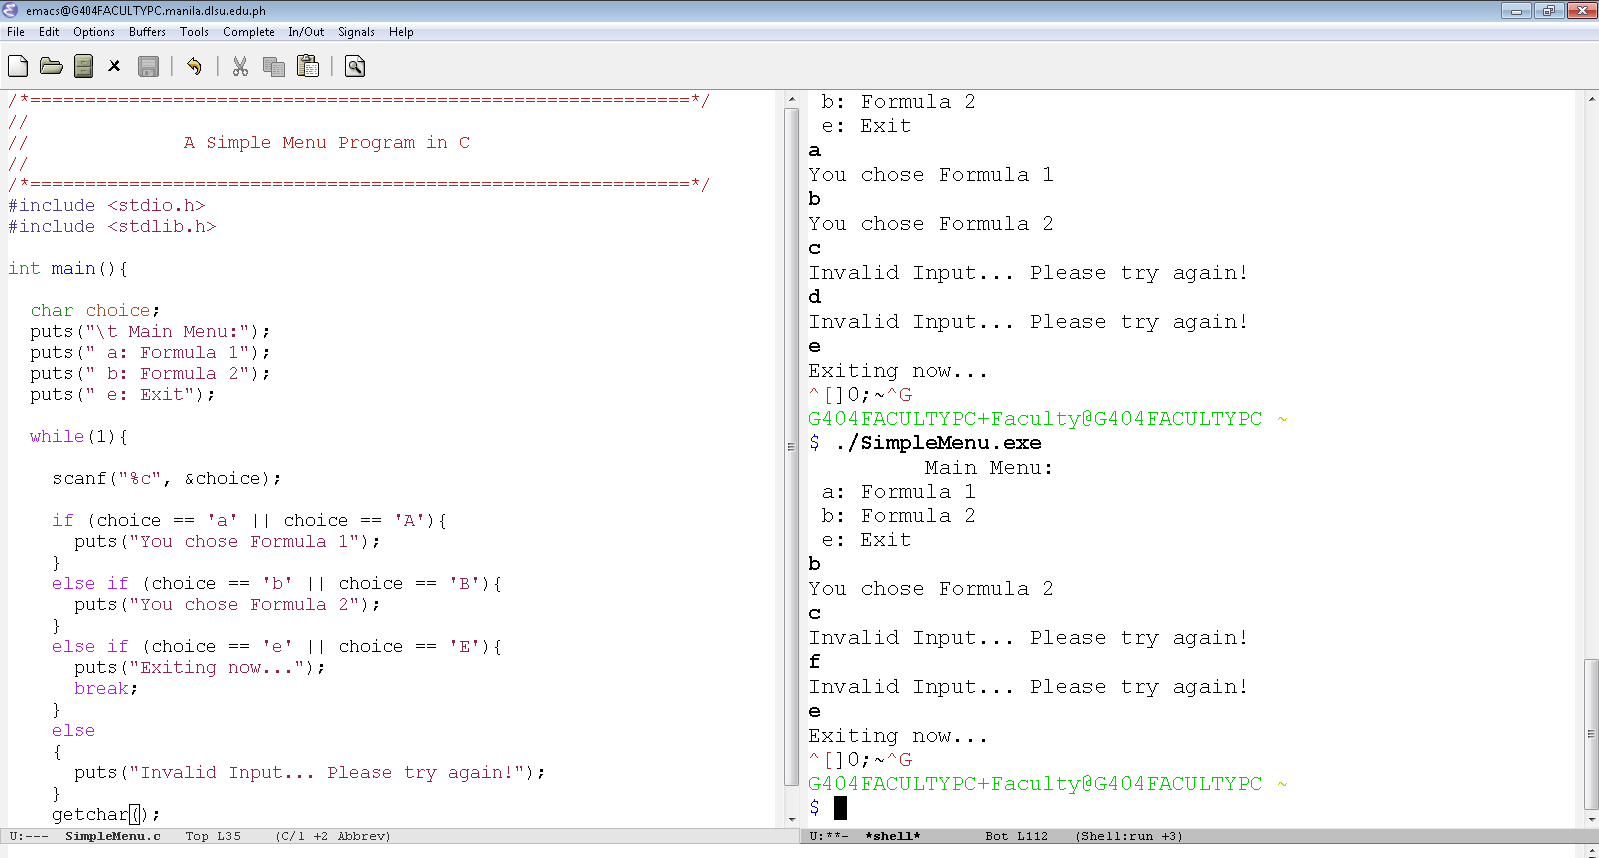 emacs@G404FACULTYPC.manila.dlsu.edu.ph
File Edit Options Buffers Tools Complete In/Out Signals Help
/*============================================================*/
//
// A Simple Menu Program in C
//
/*============================================================*/
#include <stdio.h>
#include <stdlib.h>
int main(){
char choice;
puts("\t Main Menu:");
puts(" a: Formula 1");
puts(" b: Formula 2");
puts(" e: Exit");
while(1){
scanf("%c", &choice);
if (choice == 'a' || choice == 'A'){
puts("You chose Formula 1");
}
else if (choice == 'b' || choice == 'B'){
puts("You chose Formula 2");
}
else if (choice == 'e' || choice == 'E'){
puts("Exiting now...");
break;
}
else
{
puts("Invalid Input... Please try again!");
}
getchar();
U:--- SimpleMenu.c Top L35 (C/l +2 Abbrev)
b: Formula 2
e: Exit
a
You chose Formula 1
b
You chose Formula 2
c
Invalid Input... Please try again!
d
Invalid Input... Please try again!
e
Exiting now...
^[]0;~^G
G404FACULTYPC+Faculty@G404FACULTYPC ~
$ ./SimpleMenu.exe
Main Menu:
a: Formula 1
b: Formula 2
e: Exit
b
You chose Formula 2
c
Invalid Input... Please try again!
f
Invalid Input... Please try again!
e
Exiting now...
^[]0;~^G
G404FACULTYPC+Faculty@G404FACULTYPC ~
$
U:**- *shell* Bot L112 (Shell:run +3)